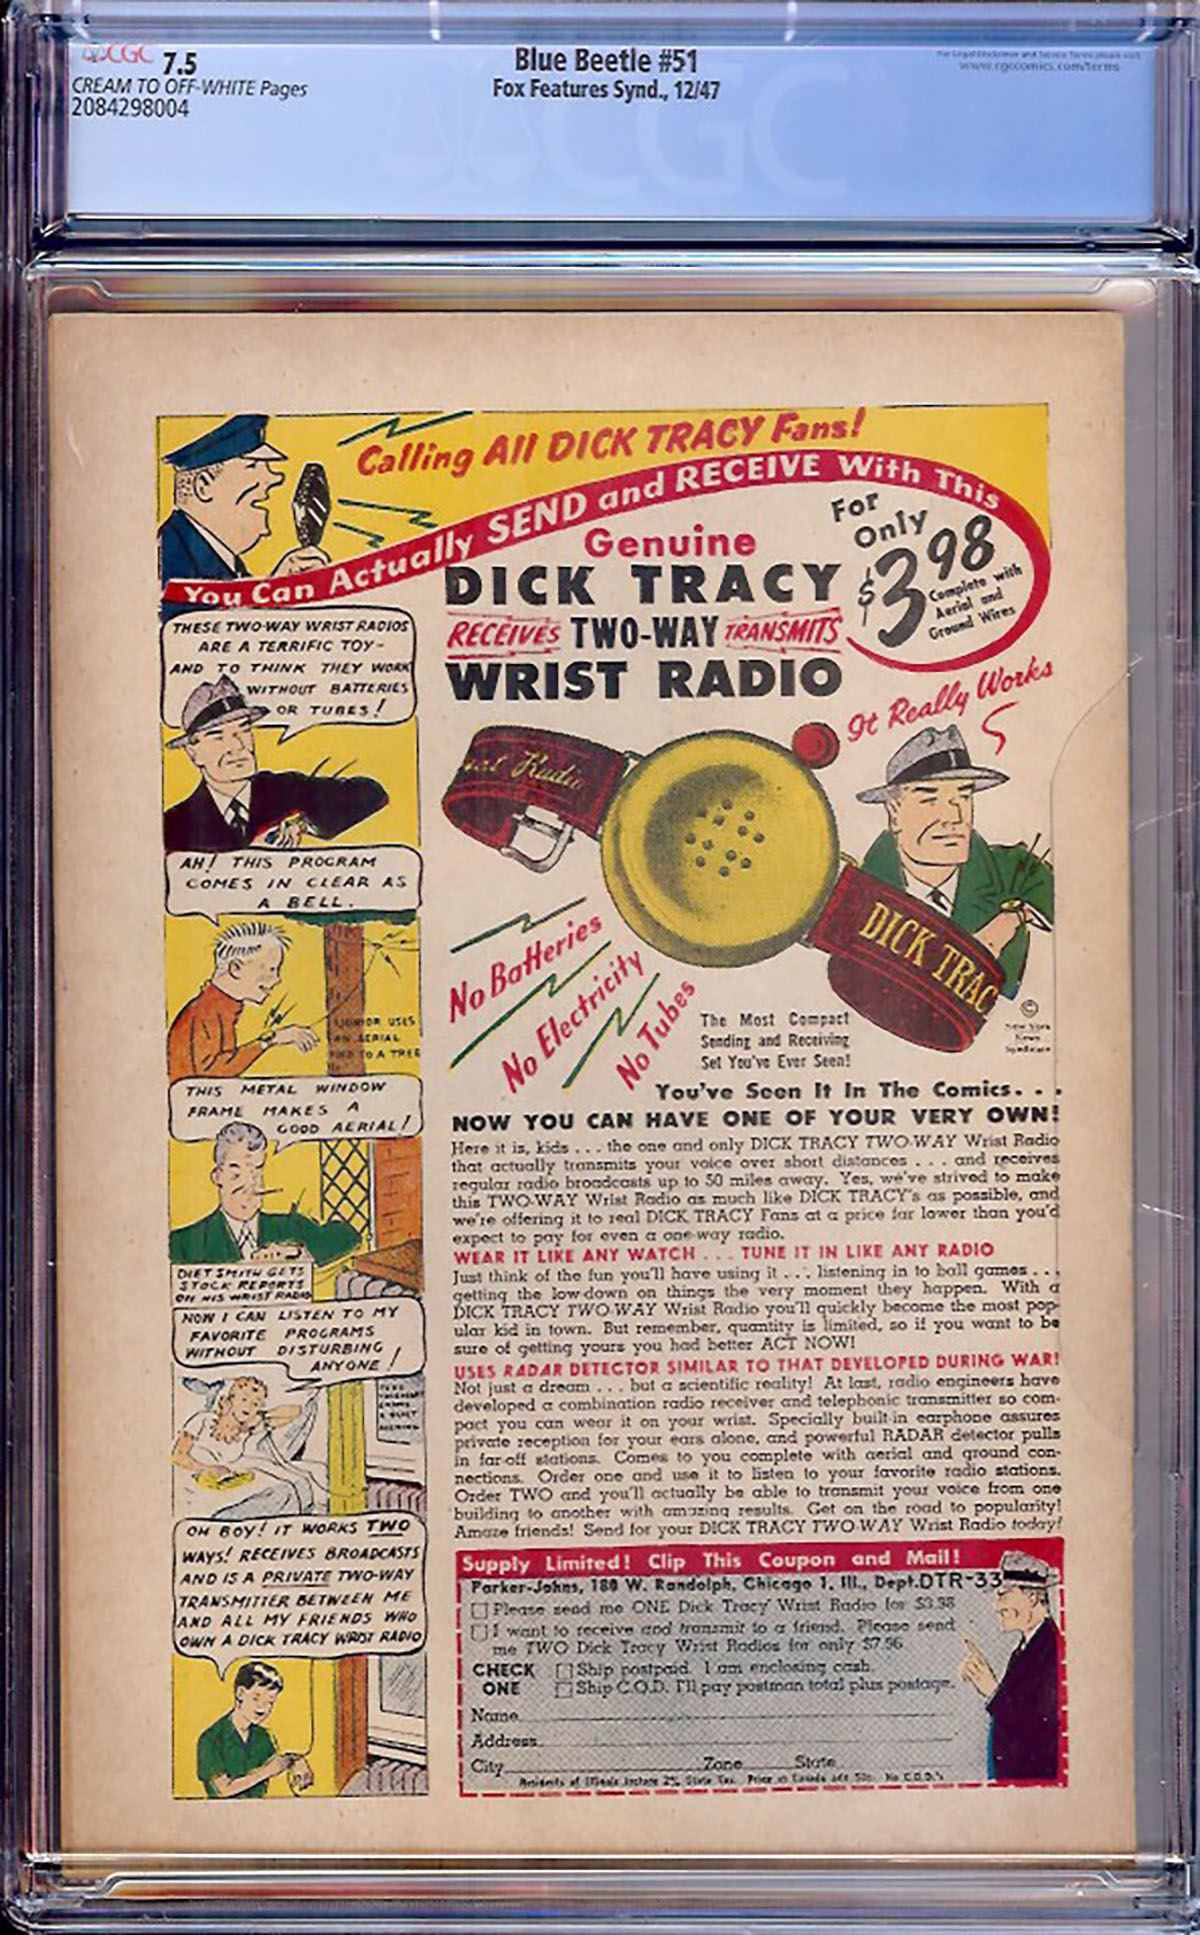 CGC 7.5
CREAM TO OFF-WHITE Pages
2084298004
Blue Beetle #51
Fox Features Synd., 12/47
www.cgccomics.com/terms
CGC
Calling All DICK TRACY Fans!
You Can Actually SEND and RECEIVE With This
Genuine
DICK TRACY
RECEIVES TWO-WAY TRANSMITS
WRIST RADIO
For
Only
$3.98
Complete with
Aerial and
Ground Wires
It Really Works
THESE TWO-WAY WRIST RADIOS
ARE A TERRIFIC TOY-
AND TO THINK THEY WORK
WITHOUT BATTERIES
OR TUBES!
AH! THIS PROGRAM
COMES IN CLEAR AS
A BELL.
JUNIOR USES
AN AERIAL
TIED TO A TREE
THIS METAL WINDOW
FRAME MAKES A
GOOD AERIAL!
DIET SMITH GETS
STOCK REPORTS
ON HIS WRIST RADIO
NOW I CAN LISTEN TO MY
FAVORITE PROGRAMS
WITHOUT DISTURBING
ANYONE!
OH BOY! IT WORKS TWO
WAYS! RECEIVES BROADCASTS
AND IS A PRIVATE TWO-WAY
TRANSMITTER BETWEEN ME
AND ALL MY FRIENDS WHO
OWN A DICK TRACY WRIST RADIO
Radio
DICK TRAC
©
New York
News
Syndicate
No Batteries
No Electricity
No Tubes
The Most Compact
Sending and Receiving
Set You've Ever Seen!
You've Seen It In The Comics...
NOW YOU CAN HAVE ONE OF YOUR VERY OWN!
Here it is, kids . . . the one and only DICK TRACY TWO-WAY Wrist Radio
that actually transmits your voice over short distances . . . and receives
regular radio broadcasts up to 50 miles away. Yes, we've strived to make
this TWO-WAY Wrist Radio as much like DICK TRACY's as possible, and
we're offering it to real DICK TRACY Fans at a price far lower than you'd
expect to pay for even a one-way radio.
WEAR IT LIKE ANY WATCH . . . TUNE IT IN LIKE ANY RADIO
Just think of the fun you'll have using it . . . listening in to ball games . . .
getting the low-down on things the very moment they happen. With a
DICK TRACY TWO-WAY Wrist Radio you'll quickly become the most pop-
ular kid in town. But remember, quantity is limited, so if you want to be
sure of getting yours you had better ACT NOW!
USES RADAR DETECTOR SIMILAR TO THAT DEVELOPED DURING WAR!
Not just a dream . . . but a scientific reality! At last, radio engineers have
developed a combination radio receiver and telephonic transmitter so com-
pact you can wear it on your wrist. Specially built-in earphone assures
private reception for your ears alone, and powerful RADAR detector pulls
in far-off stations. Comes to you complete with aerial and ground con-
nections. Order one and use it to listen to your favorite radio stations.
Order TWO and you'll actually be able to transmit your voice from one
building to another with amazing results. Get on the road to popularity!
Amaze friends! Send for your DICK TRACY TWO-WAY Wrist Radio today!
Supply Limited! Clip This Coupon and Mail!
Parker-Johns, 180 W. Randolph, Chicago 1, Ill., Dept. DTR-33
Please send me ONE Dick Tracy Wrist Radio for $3.98
I want to receive and transmit to a friend. Please send
me TWO Dick Tracy Wrist Radios for only $7.96
CHECK
ONE
Ship postpaid. I am enclosing cash.
Ship C.O.D. I'll pay postman total plus postage.
Name
Address
City Zone State
Residents of Illinois include 2% State Tax. Price in Canada add 50c. No C.O.D.'s